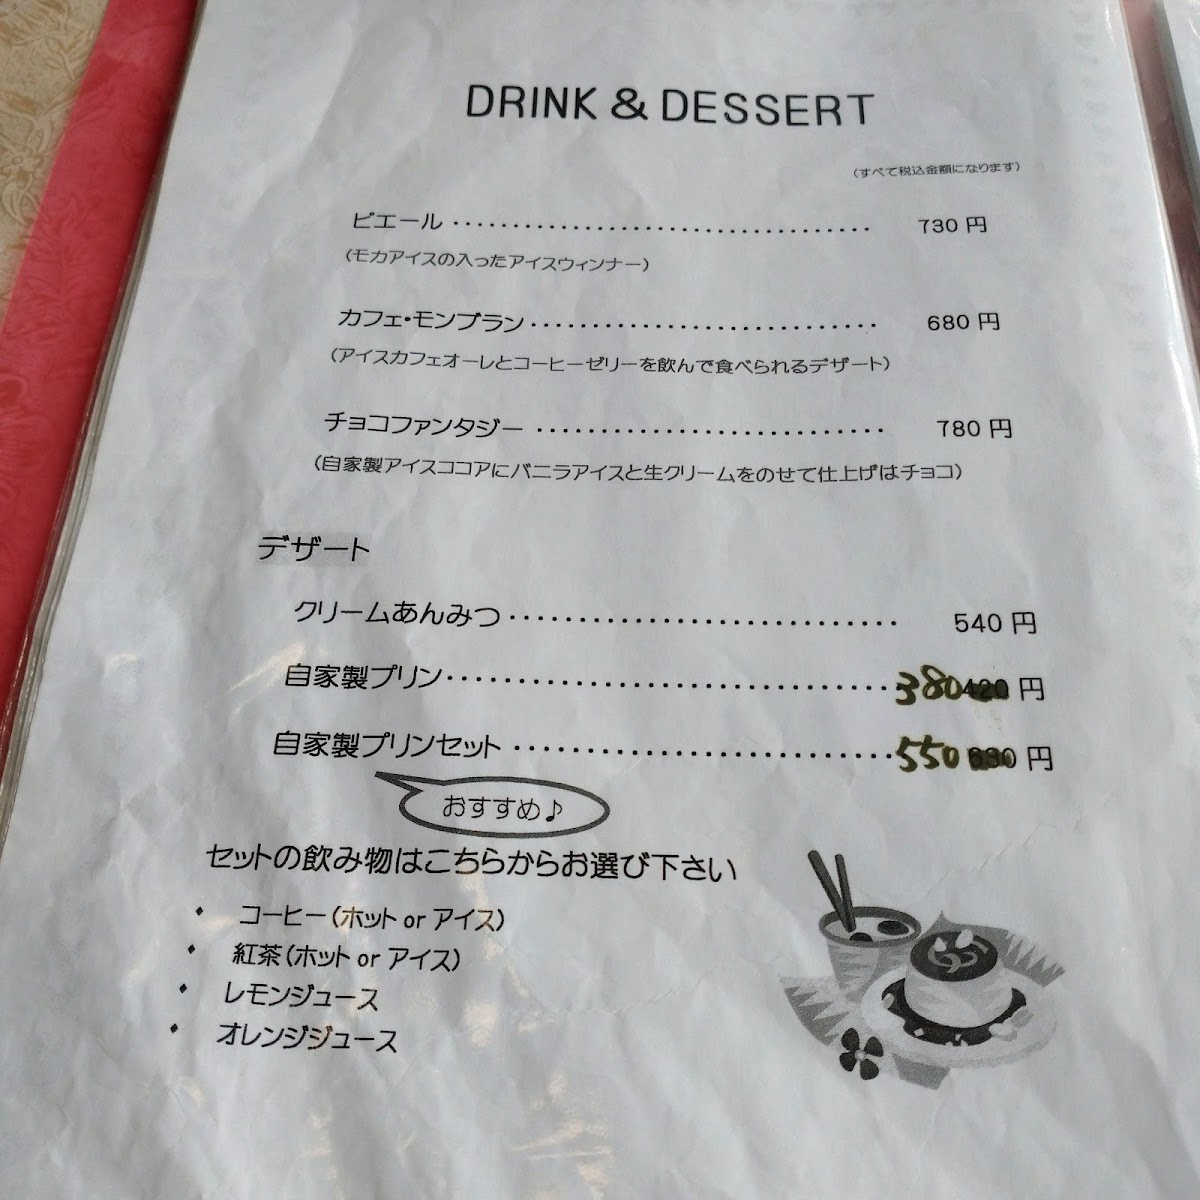 DRINK & DESSERT
(すべて税込金額になります)
ピエール ････････････････････････････････････ 730 円
(モカアイスの入ったアイスウィンナー)
カフェ・モンブラン ･････････････････････････････ 680 円
(アイスカフェオーレとコーヒーゼリーを飲んで食べられるデザート)
チョコファンタジー ･････････････････････････････ 780 円
(自家製アイスココアにバニラアイスと生クリームをのせて仕上げはチョコ)
デザート
クリームあんみつ ･･････････････････････････････ 540 円
自家製プリン ････････････････････････････････ 380 420 円
自家製プリンセット ････････････････････････････ 550 630 円
おすすめ♪
セットの飲み物はこちらからお選び下さい
・ コーヒー(ホット or アイス)
・ 紅茶(ホット or アイス)
・ レモンジュース
・ オレンジジュース